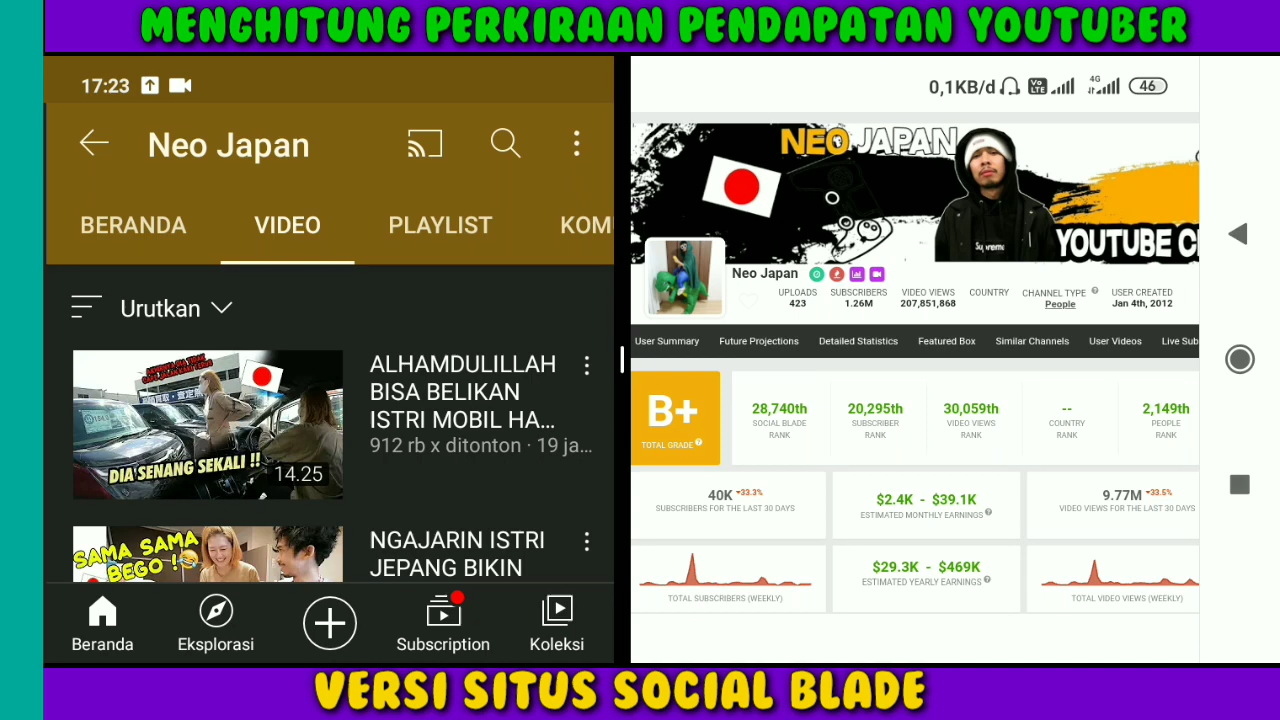 MENGHITUNG PERKIRAAN PENDAPATAN YOUTUBER
17:23
Neo Japan
BERANDA VIDEO PLAYLIST KOM
Urutkan
DIA SENANG SEKALI !!
14.25
ALHAMDULILLAH
BISA BELIKAN
ISTRI MOBIL HA...
912 rb x ditonton · 19 ja...
SAMA SAMA
BEGO !
NGAJARIN ISTRI
JEPANG BIKIN
Beranda Eksplorasi Subscription Koleksi
0,1KB/d Vo LTE 4G 46
NEO JAPAN
Supreme
YOUTUBE C
Neo Japan
UPLOADS SUBSCRIBERS VIDEO VIEWS COUNTRY CHANNEL TYPE USER CREATED
423 1.26M 207,851,868 People Jan 4th, 2012
User Summary Future Projections Detailed Statistics Featured Box Similar Channels User Videos Live Sub
B+
TOTAL GRADE
28,740th
SOCIAL BLADE
RANK
20,295th
SUBSCRIBER
RANK
30,059th
VIDEO VIEWS
RANK
--
COUNTRY
RANK
2,149th
PEOPLE
RANK
40K 33.3%
SUBSCRIBERS FOR THE LAST 30 DAYS
$2.4K - $39.1K
ESTIMATED MONTHLY EARNINGS
9.77M 33.5%
VIDEO VIEWS FOR THE LAST 30 DAYS
TOTAL SUBSCRIBERS (WEEKLY)
$29.3K - $469K
ESTIMATED YEARLY EARNINGS
TOTAL VIDEO VIEWS (WEEKLY)
VERSI SITUS SOCIAL BLADE